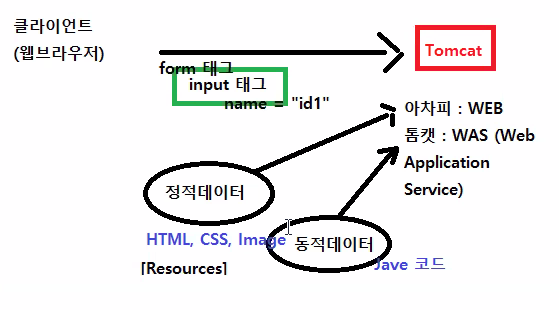 클라이언트
(웹브라우저)
Tomcat
form 태그
input 태그
name = "id1"
아차피 : WEB
톰캣 : WAS (Web
Application
Service)
정적데이터
동적데이터
HTML, CSS, Image
[Resources]
Jave 코드